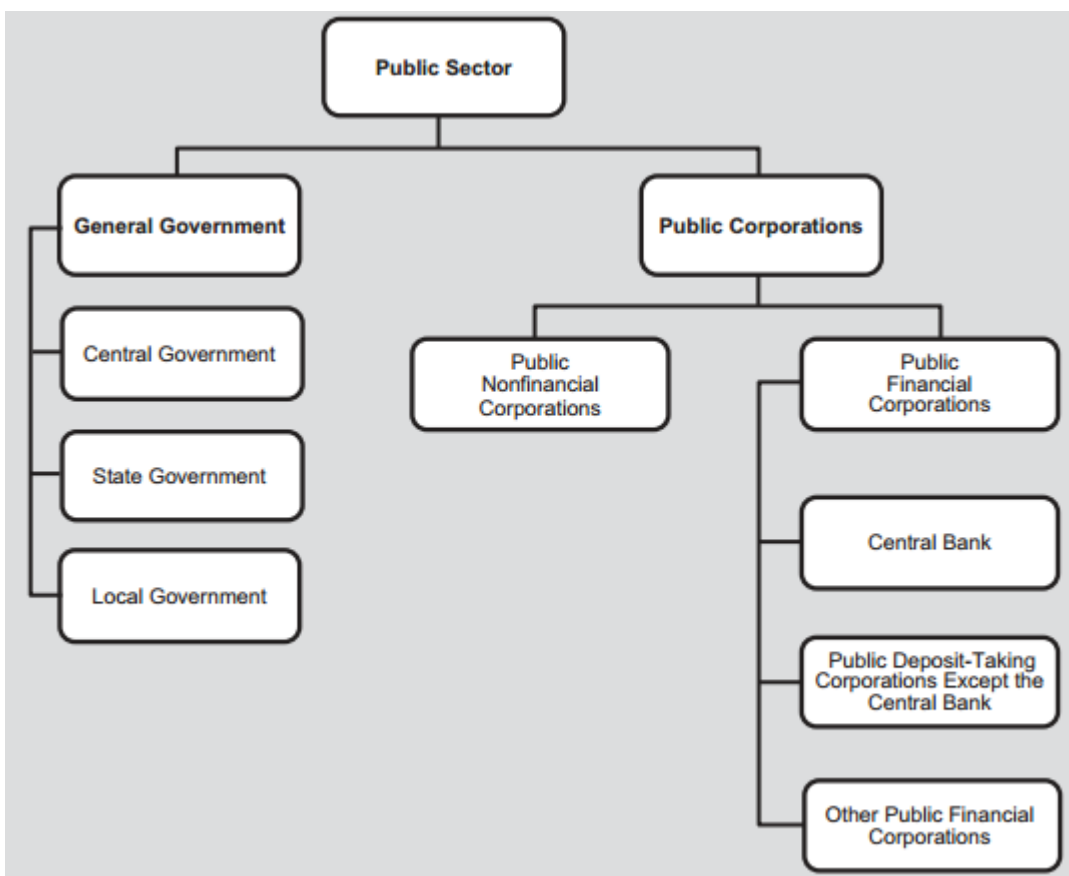 Public Sector
General Government
Public Corporations
Central Government
Public
Nonfinancial
Corporations
Public
Financial
Corporations
State Government
Central Bank
Local Government
Public Deposit-Taking
Corporations Except the
Central Bank
Other Public Financial
Corporations